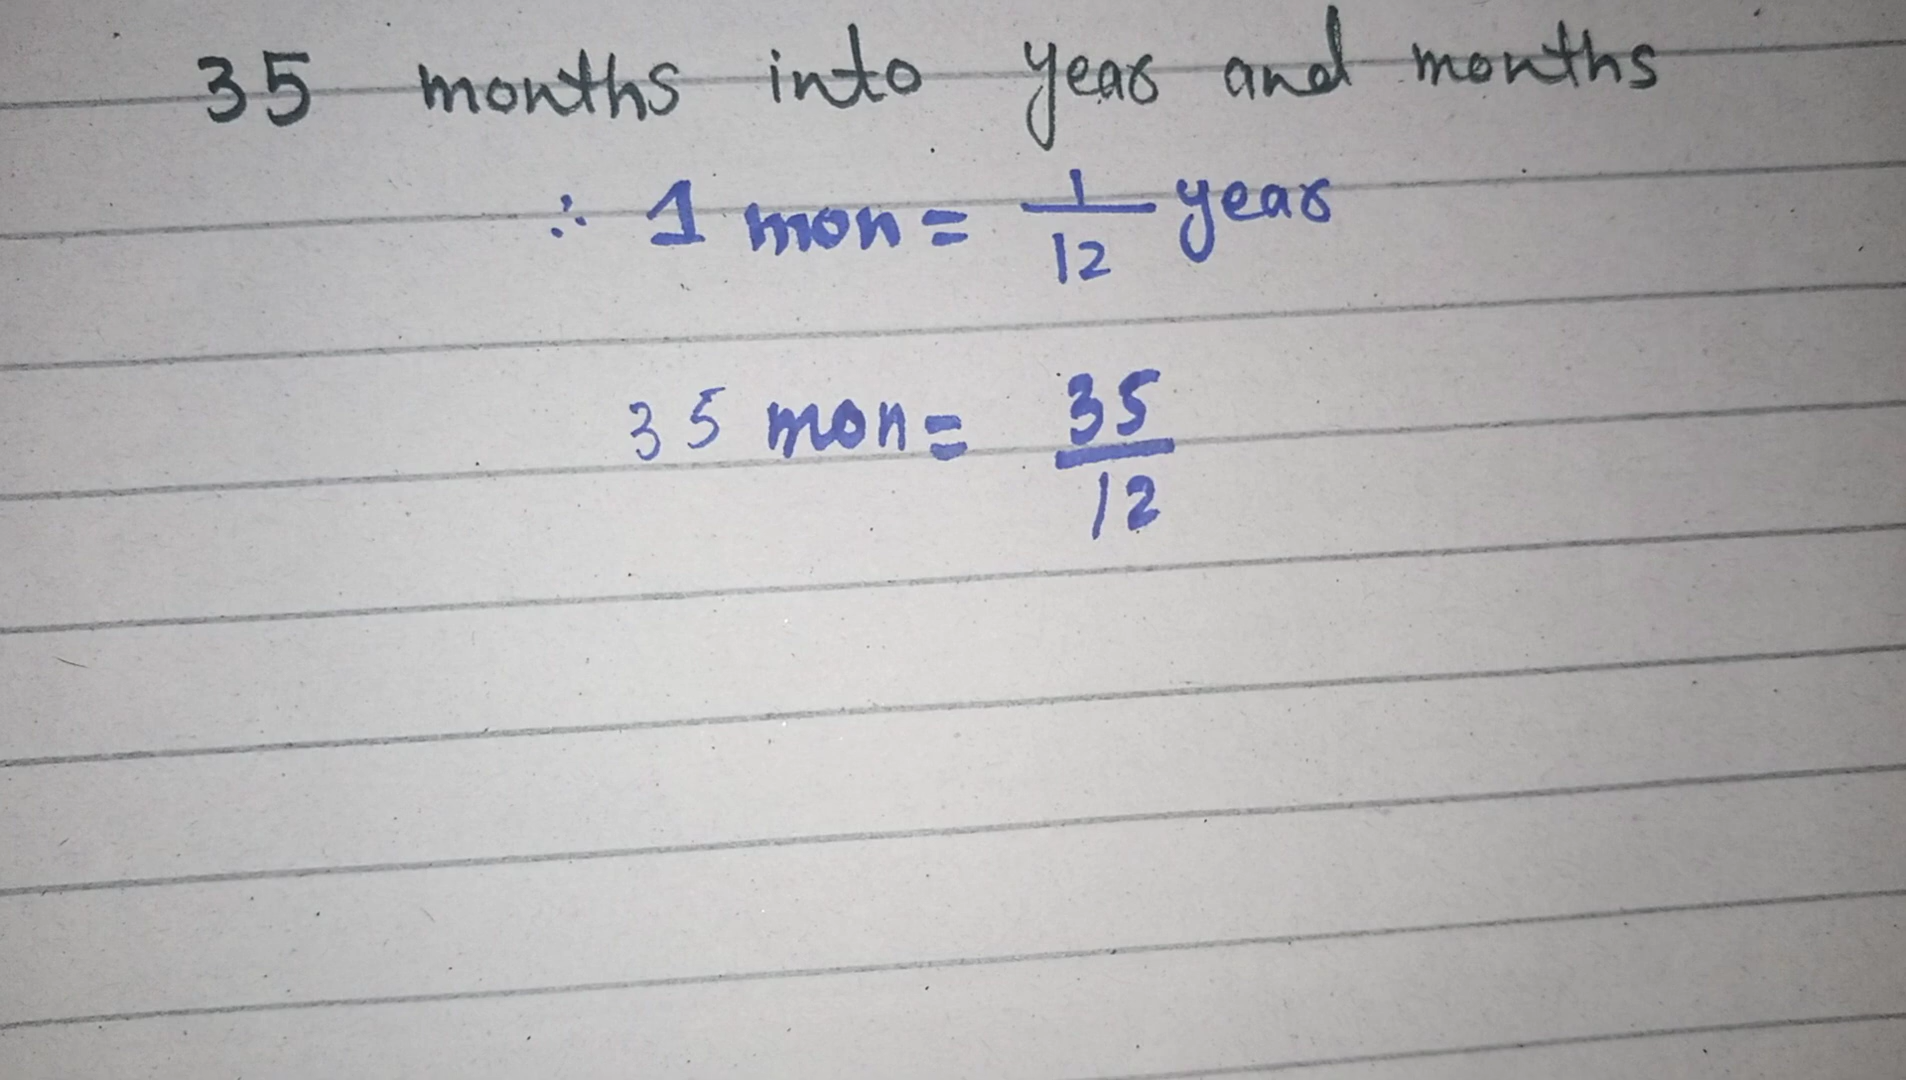 35 months into year and months
∴ 1 mon = 1/12 year
35 mon = 35/12